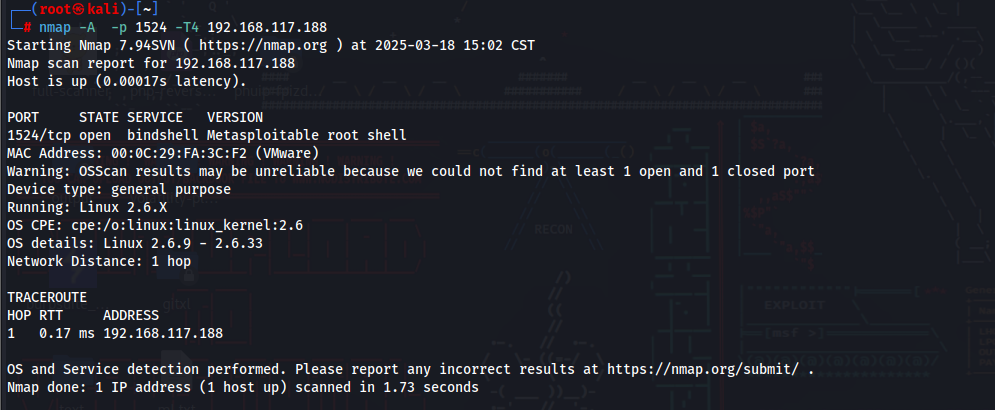 (root㉿kali)-[~]
# nmap -A  -p 1524 -T4 192.168.117.188
Starting Nmap 7.94SVN ( https://nmap.org ) at 2025-03-18 15:02 CST
Nmap scan report for 192.168.117.188
Host is up (0.00017s latency).

PORT     STATE SERVICE   VERSION
1524/tcp open  bindshell Metasploitable root shell
MAC Address: 00:0C:29:FA:3C:F2 (VMware)
Warning: OSScan results may be unreliable because we could not find at least 1 open and 1 closed port
Device type: general purpose
Running: Linux 2.6.X
OS CPE: cpe:/o:linux:linux_kernel:2.6
OS details: Linux 2.6.9 - 2.6.33
Network Distance: 1 hop

TRACEROUTE
HOP RTT     ADDRESS
1   0.17 ms 192.168.117.188

OS and Service detection performed. Please report any incorrect results at https://nmap.org/submit/ .
Nmap done: 1 IP address (1 host up) scanned in 1.73 seconds
RECON
EXPLOIT
[msf >]